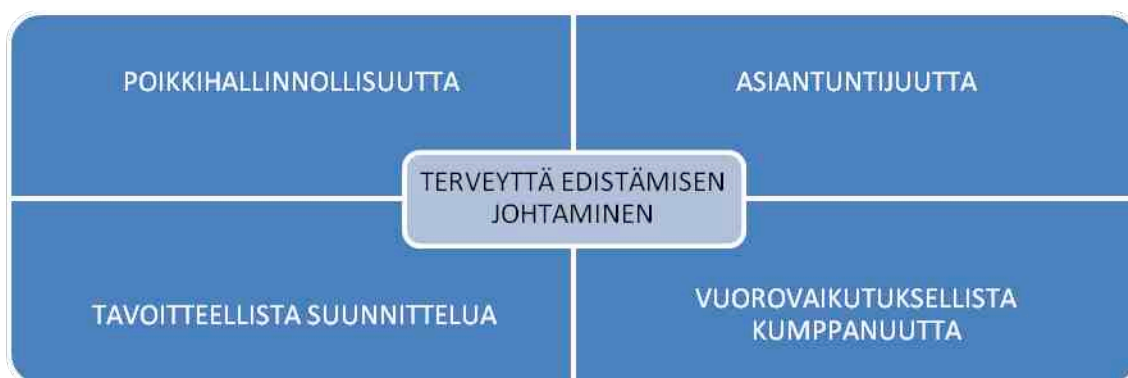 POIKKIHALLINNOLLISUUTTA
ASIANTUNTIJUUTTA
TERVEYTTÄ EDISTÄMISEN
JOHTAMINEN
TAVOITTEELLISTA SUUNNITTELUA
VUOROVAIKUTUKSELLISTA
KUMPPANUUTTA